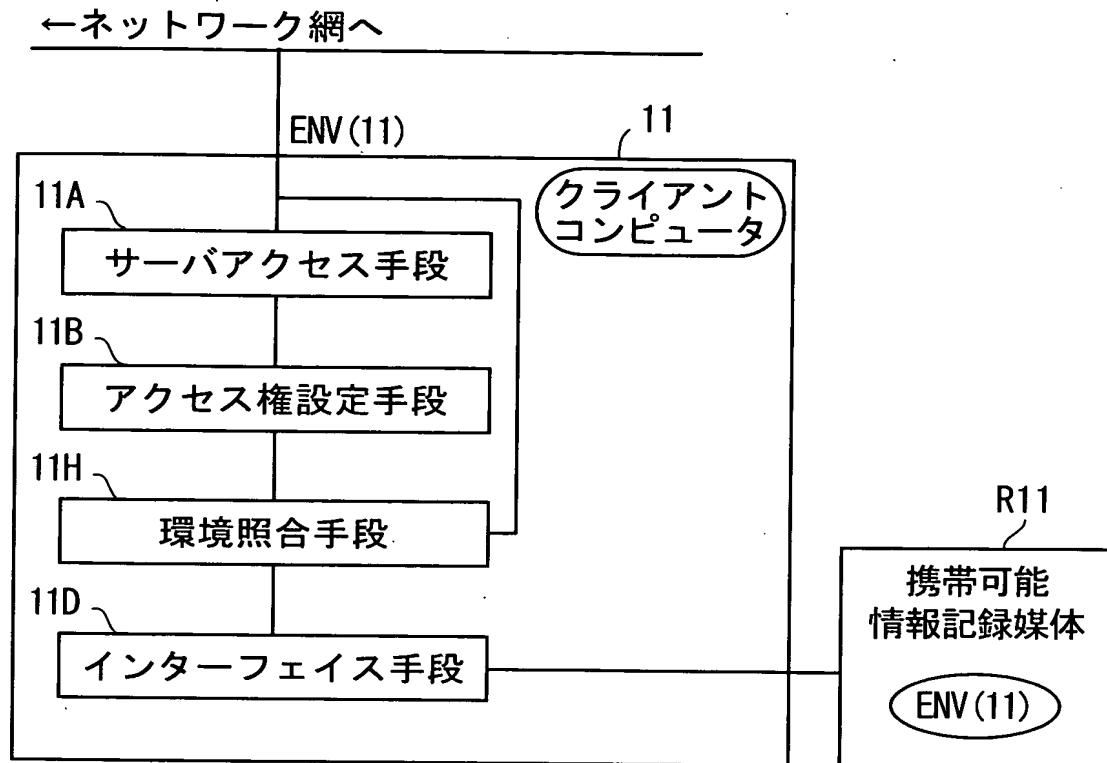 ←ネットワーク網へ
ENV(11)
11
クライアント
コンピュータ
11A
サーバアクセス手段
11B
アクセス権設定手段
11H
環境照合手段
11D
インターフェイス手段
R11
携帯可能
情報記録媒体
ENV(11)